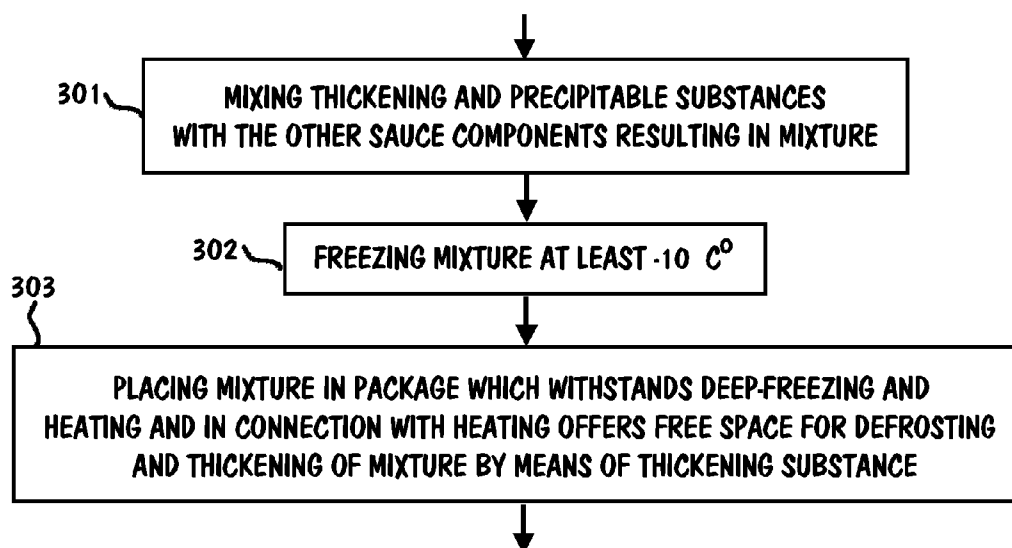 301
MIXING THICKENING AND PRECIPITABLE SUBSTANCES
WITH THE OTHER SAUCE COMPONENTS RESULTING IN MIXTURE
302
FREEZING MIXTURE AT LEAST -10 C⁰
303
PLACING MIXTURE IN PACKAGE WHICH WITHSTANDS DEEP-FREEZING AND
HEATING AND IN CONNECTION WITH HEATING OFFERS FREE SPACE FOR DEFROSTING
AND THICKENING OF MIXTURE BY MEANS OF THICKENING SUBSTANCE